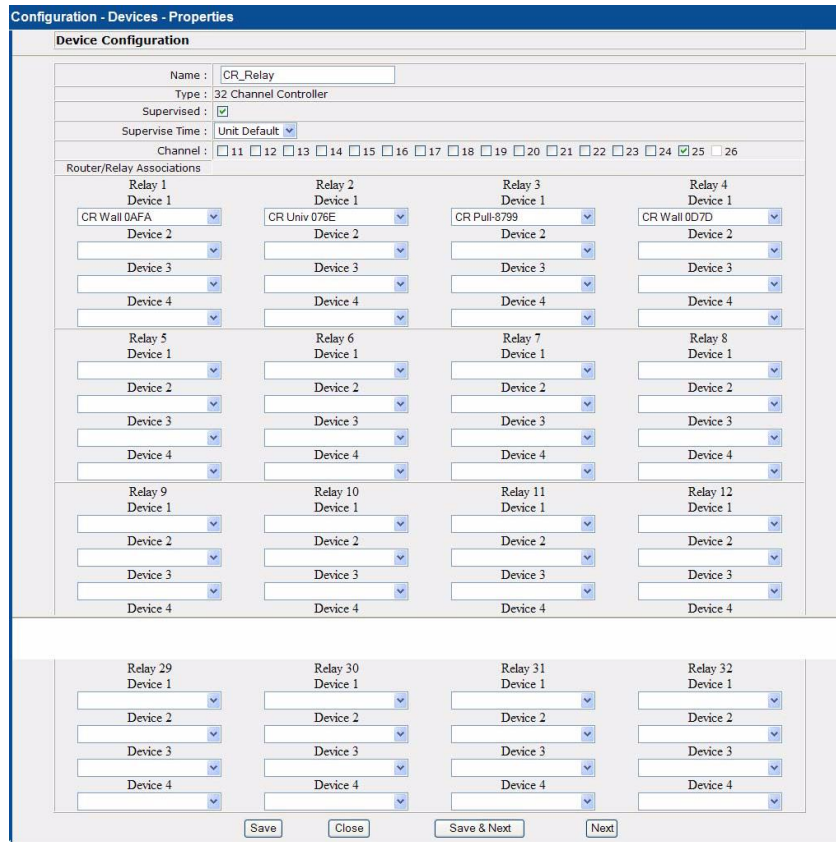 Configuration - Devices - Properties
Device Configuration
Name : CR_Relay
Type : 32 Channel Controller
Supervised :
Supervise Time : Unit Default
Channel : 11 12 13 14 15 16 17 18 19 20 21 22 23 24 25 26
Router/Relay Associations
Relay 1 Relay 2 Relay 3 Relay 4
Device 1 Device 1 Device 1 Device 1
CR Wall 0AFA CR Univ 076E CR Pull-8799 CR Wall 0D7D
Device 2 Device 2 Device 2 Device 2
Device 3 Device 3 Device 3 Device 3
Device 4 Device 4 Device 4 Device 4
Relay 5 Relay 6 Relay 7 Relay 8
Device 1 Device 1 Device 1 Device 1
Device 2 Device 2 Device 2 Device 2
Device 3 Device 3 Device 3 Device 3
Device 4 Device 4 Device 4 Device 4
Relay 9 Relay 10 Relay 11 Relay 12
Device 1 Device 1 Device 1 Device 1
Device 2 Device 2 Device 2 Device 2
Device 3 Device 3 Device 3 Device 3
Device 4 Device 4 Device 4 Device 4
Relay 29 Relay 30 Relay 31 Relay 32
Device 1 Device 1 Device 1 Device 1
Device 2 Device 2 Device 2 Device 2
Device 3 Device 3 Device 3 Device 3
Device 4 Device 4 Device 4 Device 4
Save Close Save & Next Next